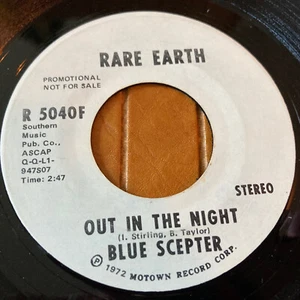 RARE EARTH
PROMOTIONAL
NOT FOR SALE
R 5040F
Southern
Music
Pub. Co.,
ASCAP
Q-Q-L1-
947S07
Time: 2:47
STEREO
OUT IN THE NIGHT
(I. Stirling, B. Taylor)
BLUE SCEPTER
℗ 1972 MOTOWN RECORD CORP.